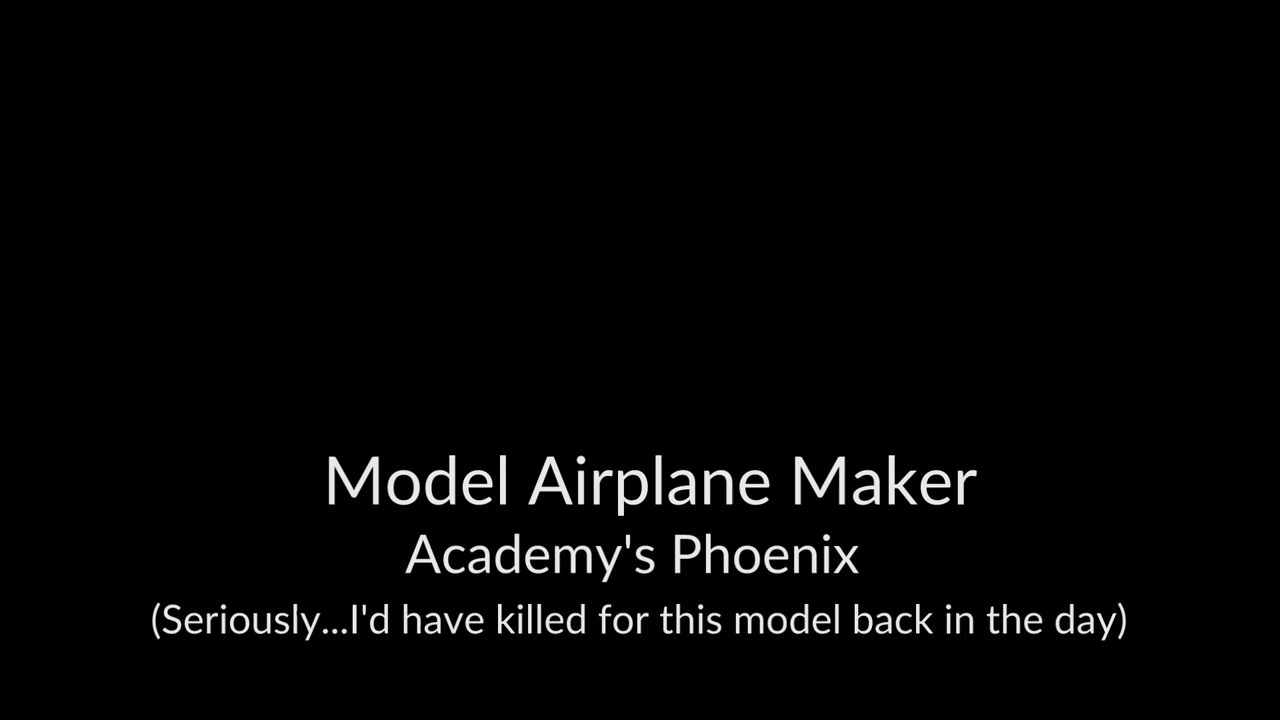 Model Airplane Maker
Academy's Phoenix
(Seriously...I'd have killed for this model back in the day)